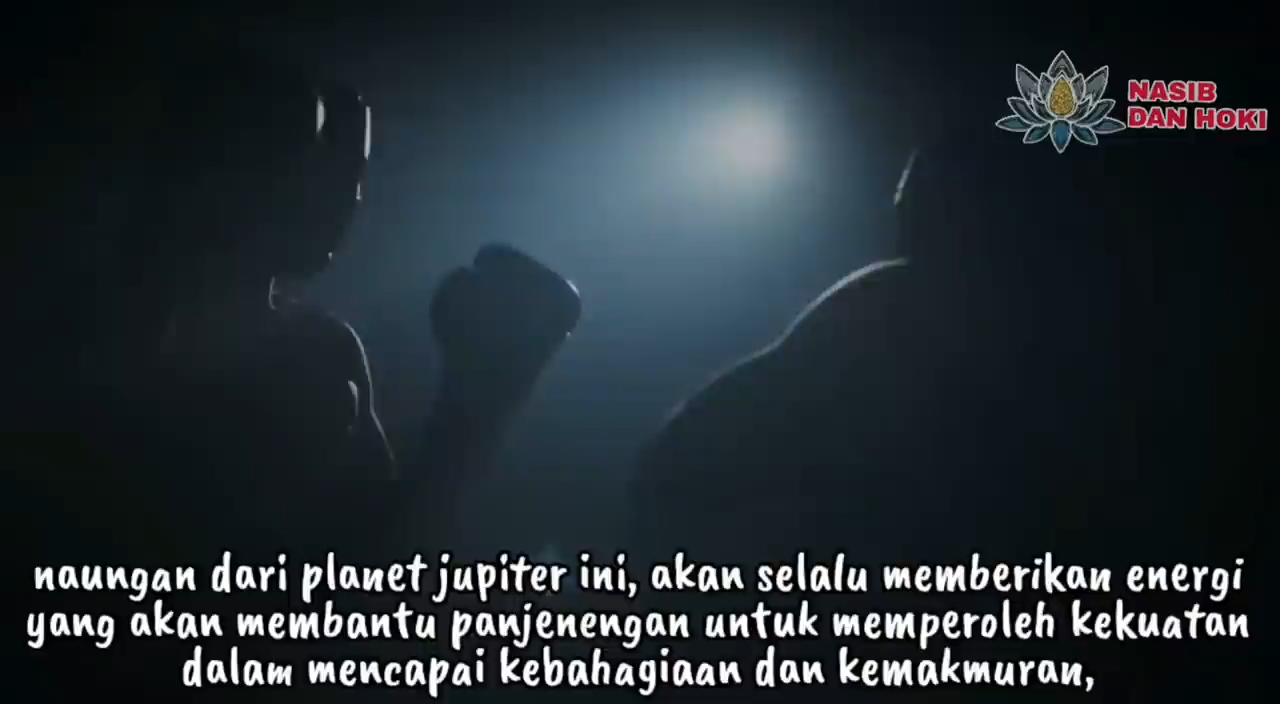 NASIB
DAN HOKI
naungan dari planet jupiter ini, akan selalu memberikan energi
yang akan membantu panjenengan untuk memperoleh kekuatan
dalam mencapai kebahagiaan dan kemakmuran,